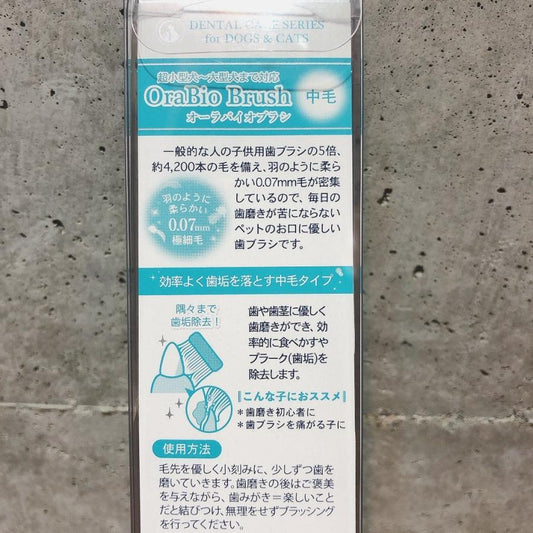 DENTAL CARE SERIES
for DOGS & CATS
超小型犬〜大型犬まで対応
OraBio Brush 中毛
オーラバイオブラシ
一般的な人の子供用歯ブラシの5倍、
約4,200本の毛を備え、羽のように柔ら
かい0.07mm毛が密集
しているので、毎日の
歯磨きが苦にならない
ペットのお口に優しい
歯ブラシです。
羽のように
柔らかい
0.07mm
極細毛
効率よく歯垢を落とす中毛タイプ
隅々まで
歯垢除去!
歯や歯茎に優しく
歯磨きができ、効
率的に食べかすや
プラーク(歯垢)を
除去します。
こんな子におススメ
*歯磨き初心者に
*歯ブラシを痛がる子に
使用方法
毛先を優しく小刻みに、少しずつ歯を
磨いていきます。歯磨きの後はご褒美
を与えながら、歯みがき=楽しいこと
だと結びつけ、無理をせずブラッシング
を行ってください。